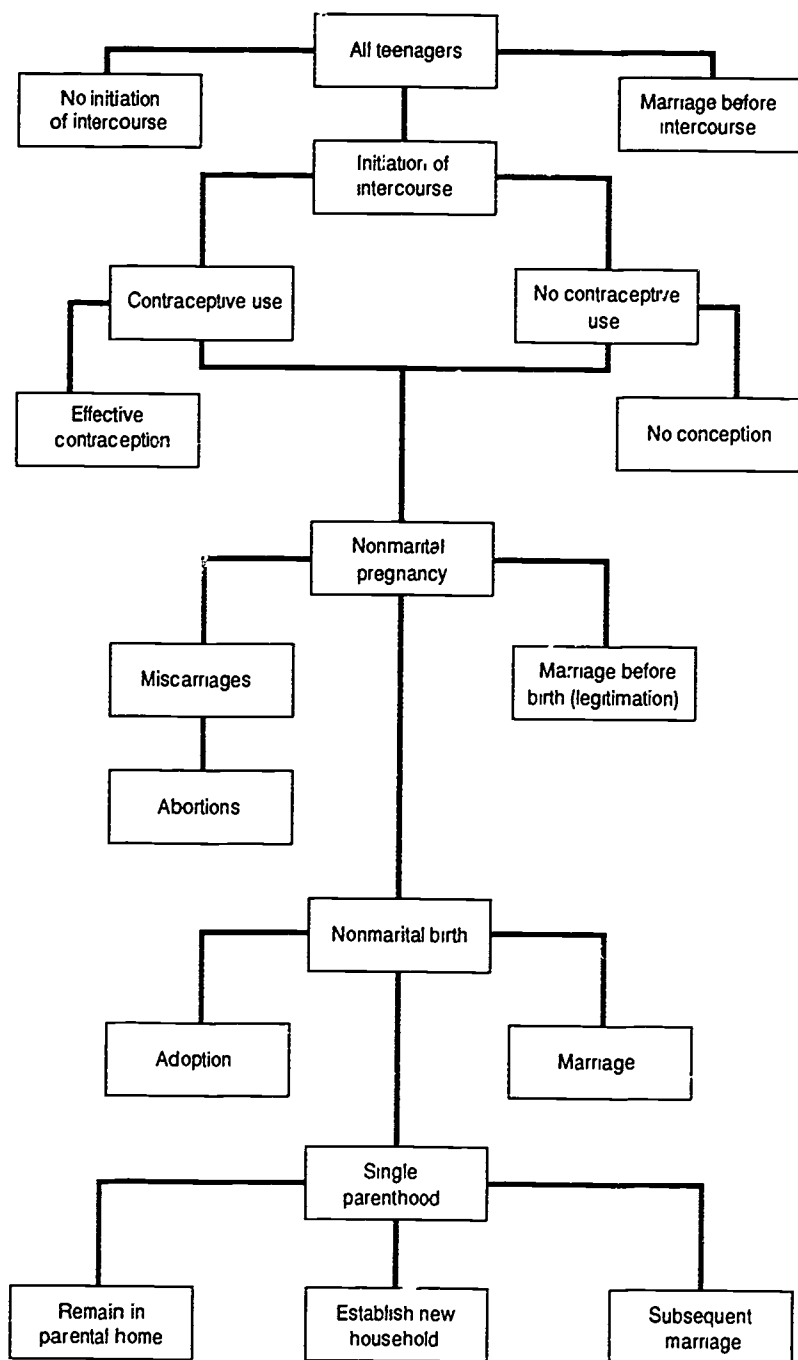 All teenagers
No initiation
of intercourse
Marriage before
intercourse
Initiation of
intercourse
Contraceptive use
No contraceptive
use
Effective
contraception
No conception
Nonmarital
pregnancy
Miscarriages
Marriage before
birth (legitimation)
Abortions
Nonmarital birth
Adoption
Marriage
Single
parenthood
Remain in
parental home
Establish new
household
Subsequent
marriage